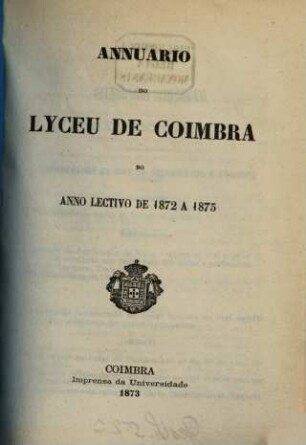 ANNUARIO
DO
LYCEU DE COIMBRA
NO
ANNO LECTIVO DE 1872 A 1873
COIMBRA
Imprensa da Universidade
1873